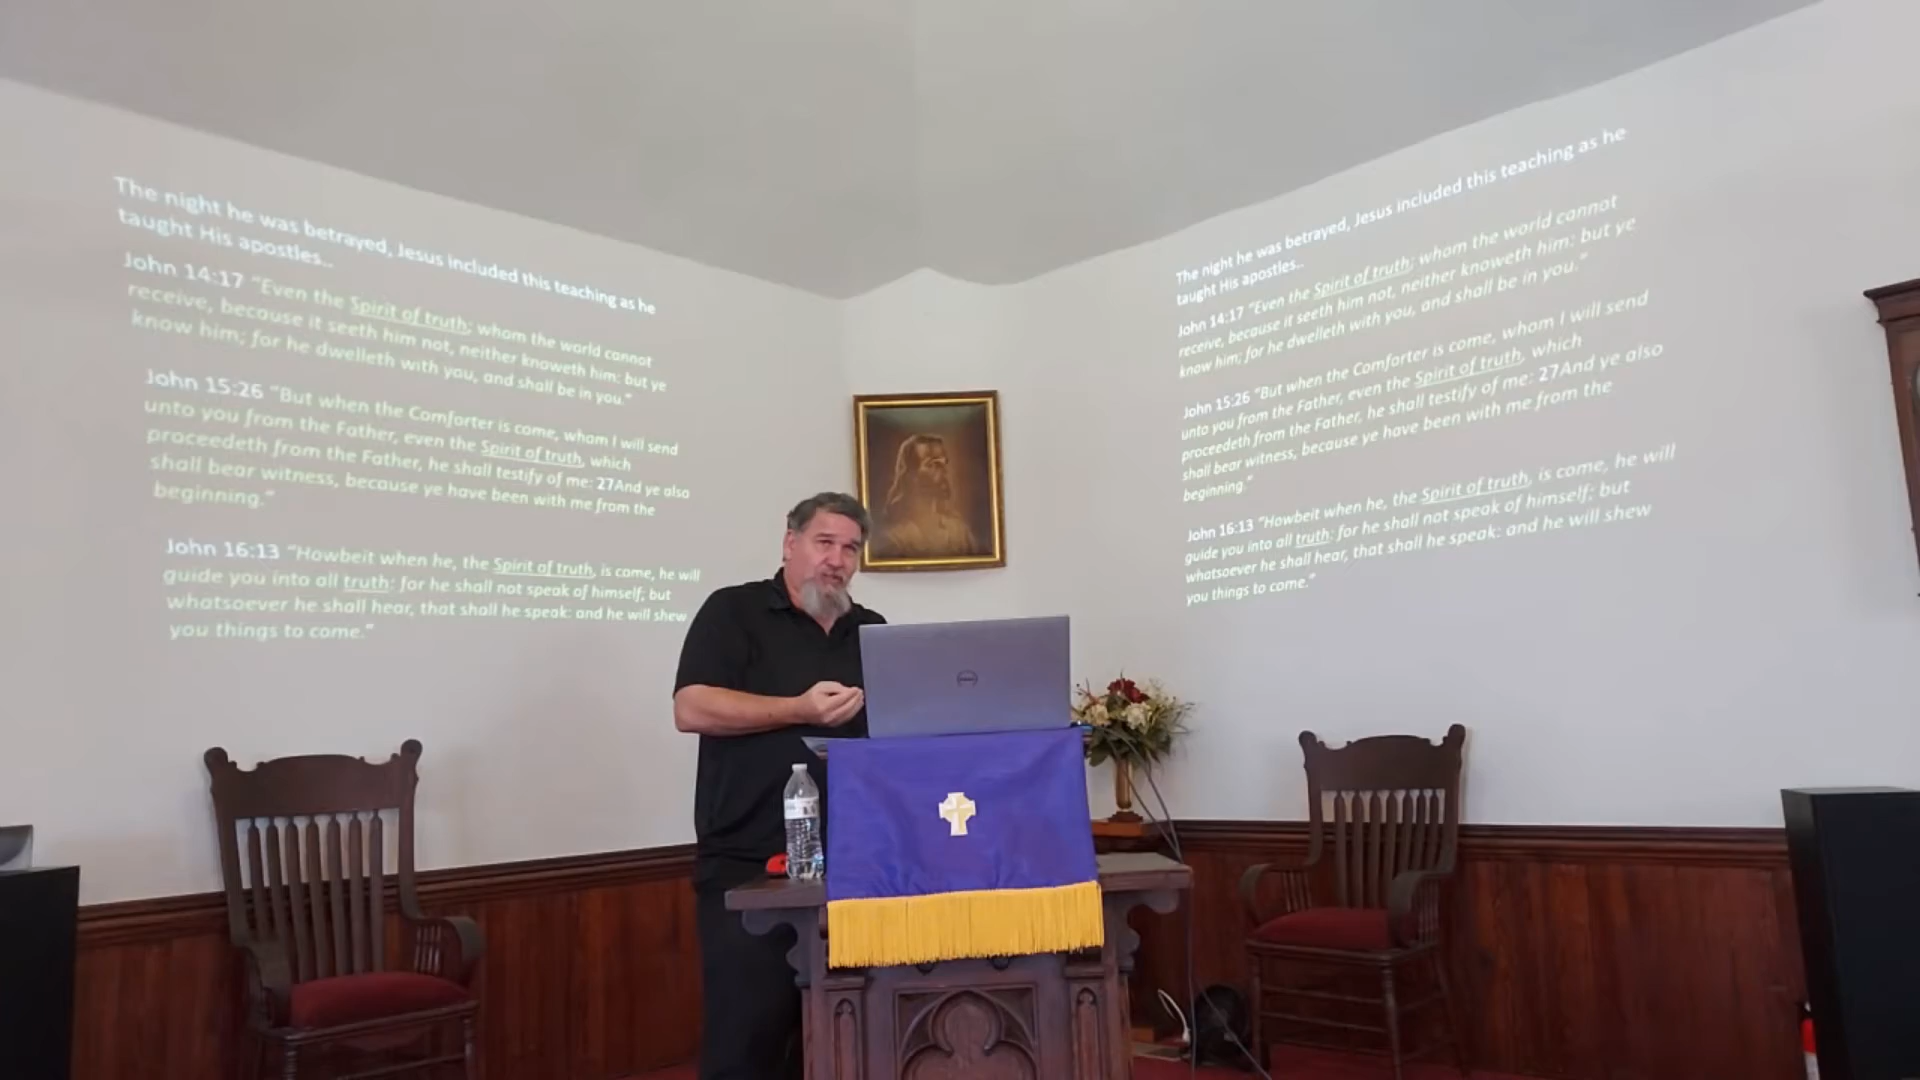 The night he was betrayed, Jesus included this teaching as he
taught His apostles..
John 14:17 "Even the Spirit of truth; whom the world cannot
receive, because it seeth him not, neither knoweth him: but ye
know him; for he dwelleth with you, and shall be in you."
John 15:26 "But when the Comforter is come, whom I will send
unto you from the Father, even the Spirit of truth, which
proceedeth from the Father, he shall testify of me: 27And ye also
shall bear witness, because ye have been with me from the
beginning."
John 16:13 "Howbeit when he, the Spirit of truth, is come, he will
guide you into all truth: for he shall not speak of himself; but
whatsoever he shall hear, that shall he speak: and he will shew
you things to come."
The night he was betrayed, Jesus included this teaching as he
taught His apostles..
John 14:17 "Even the Spirit of truth; whom the world cannot
receive, because it seeth him not, neither knoweth him: but ye
know him; for he dwelleth with you, and shall be in you."
John 15:26 "But when the Comforter is come, whom I will send
unto you from the Father, even the Spirit of truth, which
proceedeth from the Father, he shall testify of me: 27And ye also
shall bear witness, because ye have been with me from the
beginning."
John 16:13 "Howbeit when he, the Spirit of truth, is come, he will
guide you into all truth: for he shall not speak of himself; but
whatsoever he shall hear, that shall he speak: and he will shew
you things to come."
DELL